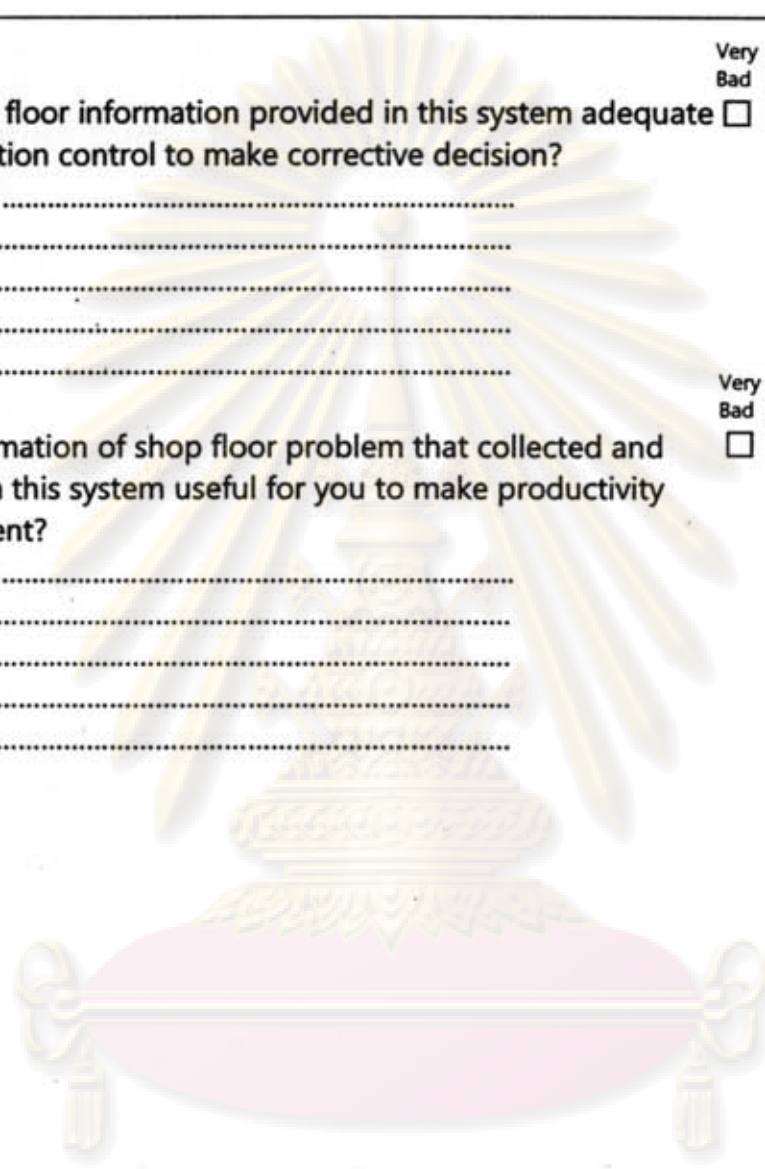 Very
Bad
floor information provided in this system adequate □
tion control to make corrective decision?
Very
Bad
mation of shop floor problem that collected and □
this system useful for you to make productivity
ent?